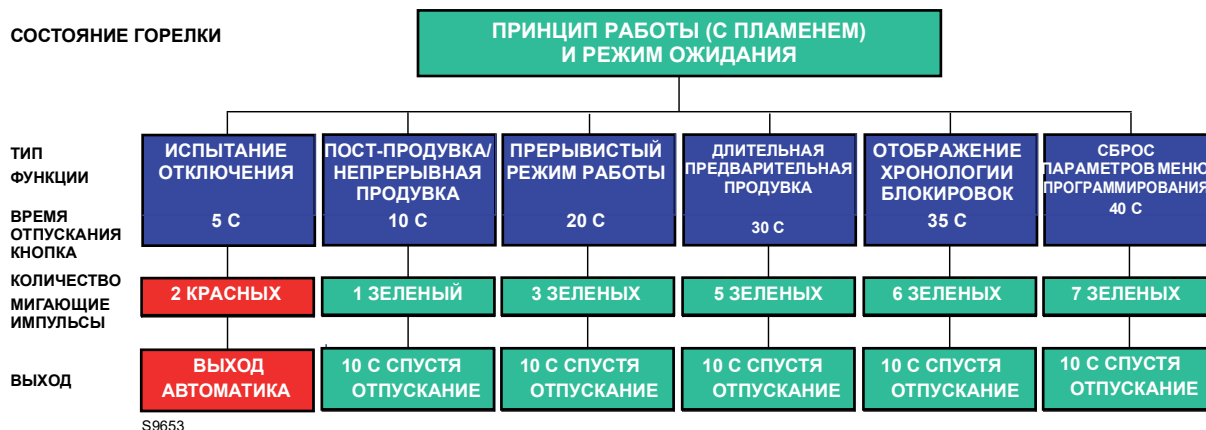 СОСТОЯНИЕ ГОРЕЛКИ
ПРИНЦИП РАБОТЫ (С ПЛАМЕНЕМ)
И РЕЖИМ ОЖИДАНИЯ
ТИП
ФУНКЦИИ
ИСПЫТАНИЕ
ОТКЛЮЧЕНИЯ
ПОСТ-ПРОДУВКА/
НЕПРЕРЫВНАЯ
ПРОДУВКА
ПРЕРЫВИСТЫЙ
РЕЖИМ РАБОТЫ
ДЛИТЕЛЬНАЯ
ПРЕДВАРИТЕЛЬНАЯ
ПРОДУВКА
ОТОБРАЖЕНИЕ
ХРОНОЛОГИИ
БЛОКИРОВОК
СБРОС
ПАРАМЕТРОВ МЕНЮ
ПРОГРАММИРОВАНИЯ
ВРЕМЯ
ОТПУСКАНИЯ
КНОПКА
5 С
10 С
20 С
30 С
35 С
40 С
КОЛИЧЕСТВО
МИГАЮЩИЕ
ИМПУЛЬСЫ
2 КРАСНЫХ
1 ЗЕЛЕНЫЙ
3 ЗЕЛЕНЫХ
5 ЗЕЛЕНЫХ
6 ЗЕЛЕНЫХ
7 ЗЕЛЕНЫХ
ВЫХОД
ВЫХОД
АВТОМАТИКА
10 С СПУСТЯ
ОТПУСКАНИЕ
10 С СПУСТЯ
ОТПУСКАНИЕ
10 С СПУСТЯ
ОТПУСКАНИЕ
10 С СПУСТЯ
ОТПУСКАНИЕ
10 С СПУСТЯ
ОТПУСКАНИЕ
S9653